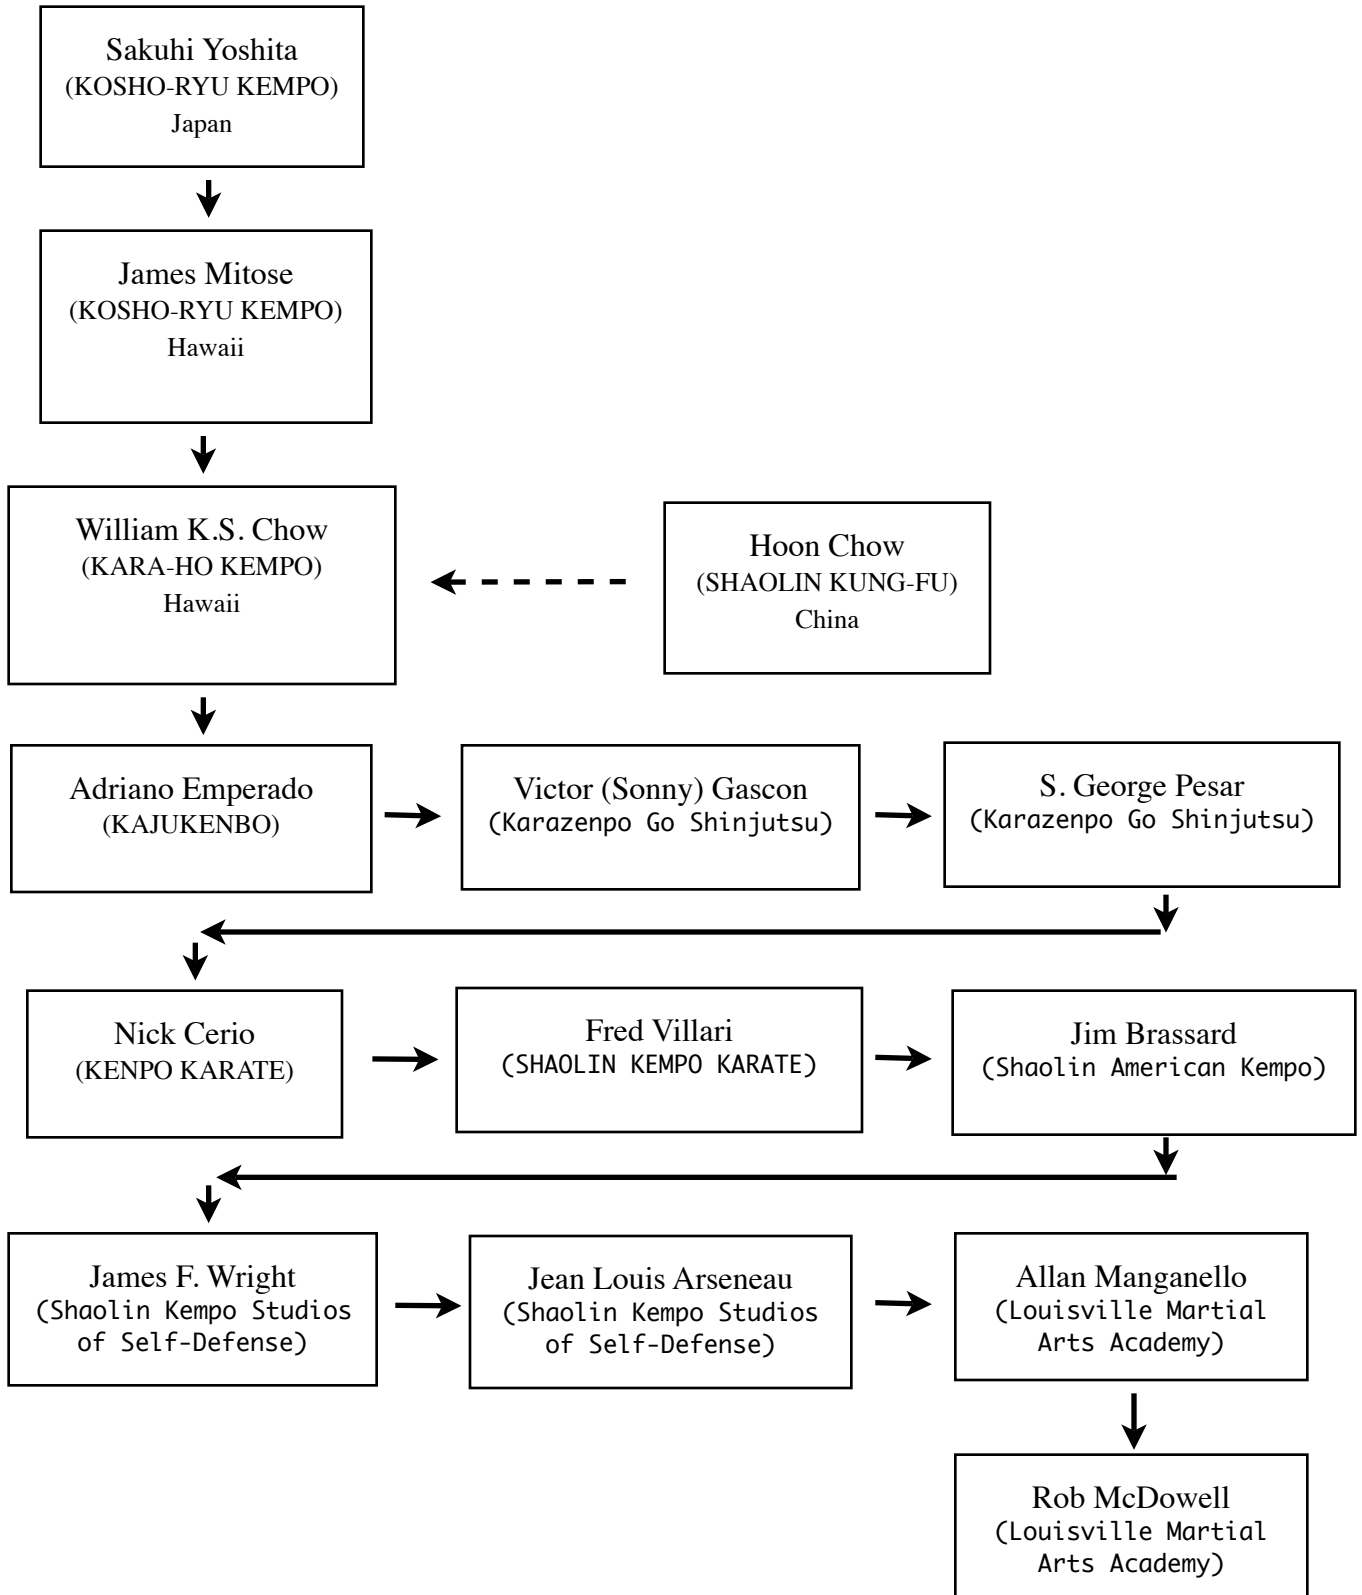 Sakuhi Yoshita
(KOSHO-RYU KEMPO)
Japan
James Mitose
(KOSHO-RYU KEMPO)
Hawaii
William K.S. Chow
(KARA-HO KEMPO)
Hawaii
Hoon Chow
(SHAOLIN KUNG-FU)
China
Adriano Emperado
(KAJUKENBO)
Victor (Sonny) Gascon
(Karazenpo Go Shinjutsu)
S. George Pesar
(Karazenpo Go Shinjutsu)
Nick Cerio
(KENPO KARATE)
Fred Villari
(SHAOLIN KEMPO KARATE)
Jim Brassard
(Shaolin American Kempo)
James F. Wright
(Shaolin Kempo Studios
of Self-Defense)
Jean Louis Arseneau
(Shaolin Kempo Studios
of Self-Defense)
Allan Manganello
(Louisville Martial
Arts Academy)
Rob McDowell
(Louisville Martial
Arts Academy)